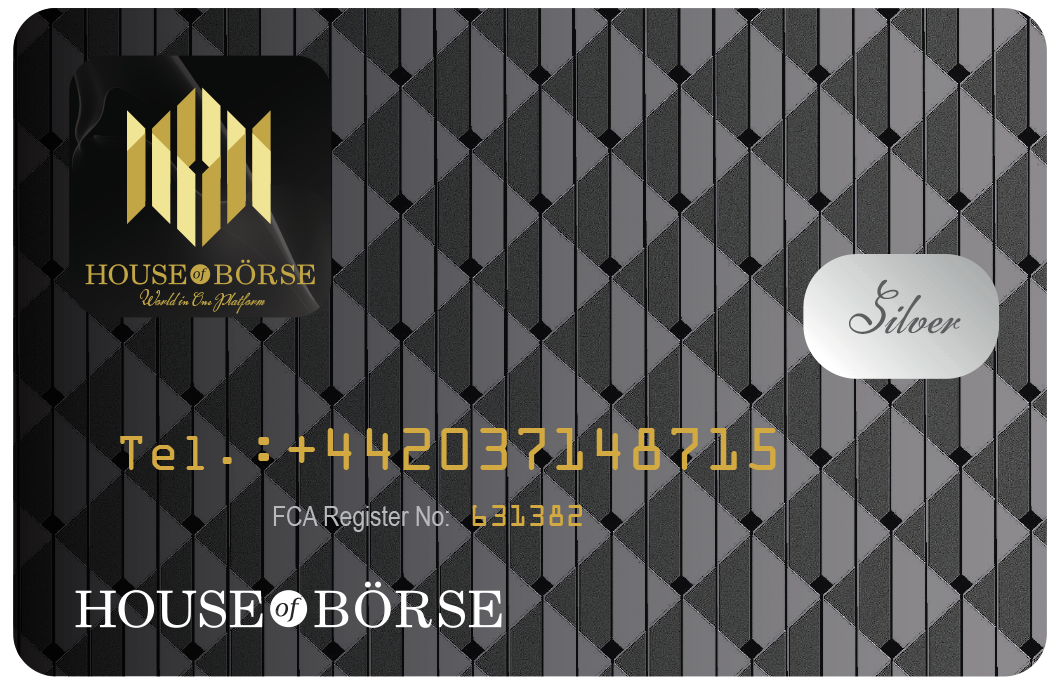 HOUSE of BÖRSE
World in One Platform
Silver
Tel.:+442037148715
FCA Register No: 631382
HOUSE of BÖRSE